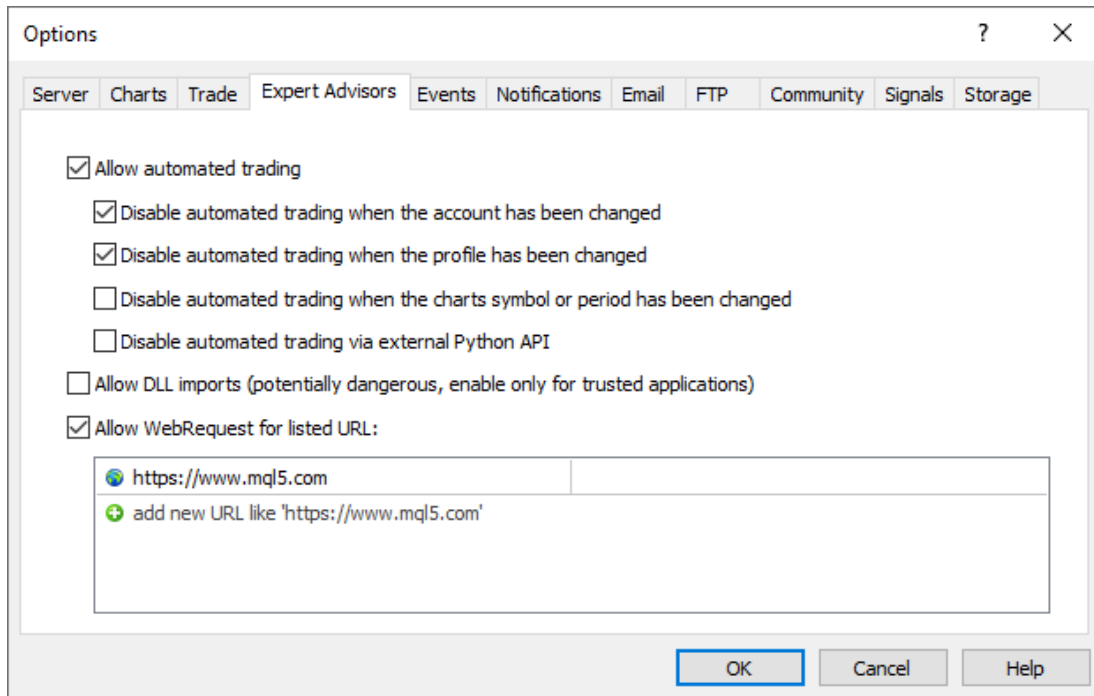 Options
?
Server Charts Trade Expert Advisors Events Notifications Email FTP Community Signals Storage
Allow automated trading
Disable automated trading when the account has been changed
Disable automated trading when the profile has been changed
Disable automated trading when the charts symbol or period has been changed
Disable automated trading via external Python API
Allow DLL imports (potentially dangerous, enable only for trusted applications)
Allow WebRequest for listed URL:
https://www.mql5.com
add new URL like 'https://www.mql5.com'
OK Cancel Help